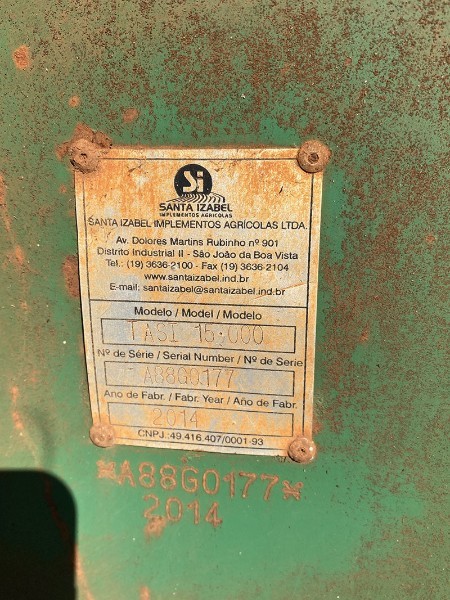 Si
SANTA IZABEL
IMPLEMENTOS AGRÍCOLAS
SANTA IZABEL IMPLEMENTOS AGRÍCOLAS LTDA.
Av. Dolores Martins Rubinho nº 901
Distrito Industrial II - São João da Boa Vista
Tel.: (19) 3636-2100 - Fax (19) 3636-2104
www.santaizabel.ind.br
E-mail: santaizabel@santaizabel.ind.br
Modelo / Model / Modelo
TASI 15.000
Nº de Série / Serial Number / Nº de Serie
A88G0177
Ano de Fabr. / Fabr. Year / Año de Fabr.
2014
CNPJ.:49.416.407/0001-93
*A88G0177*
2014